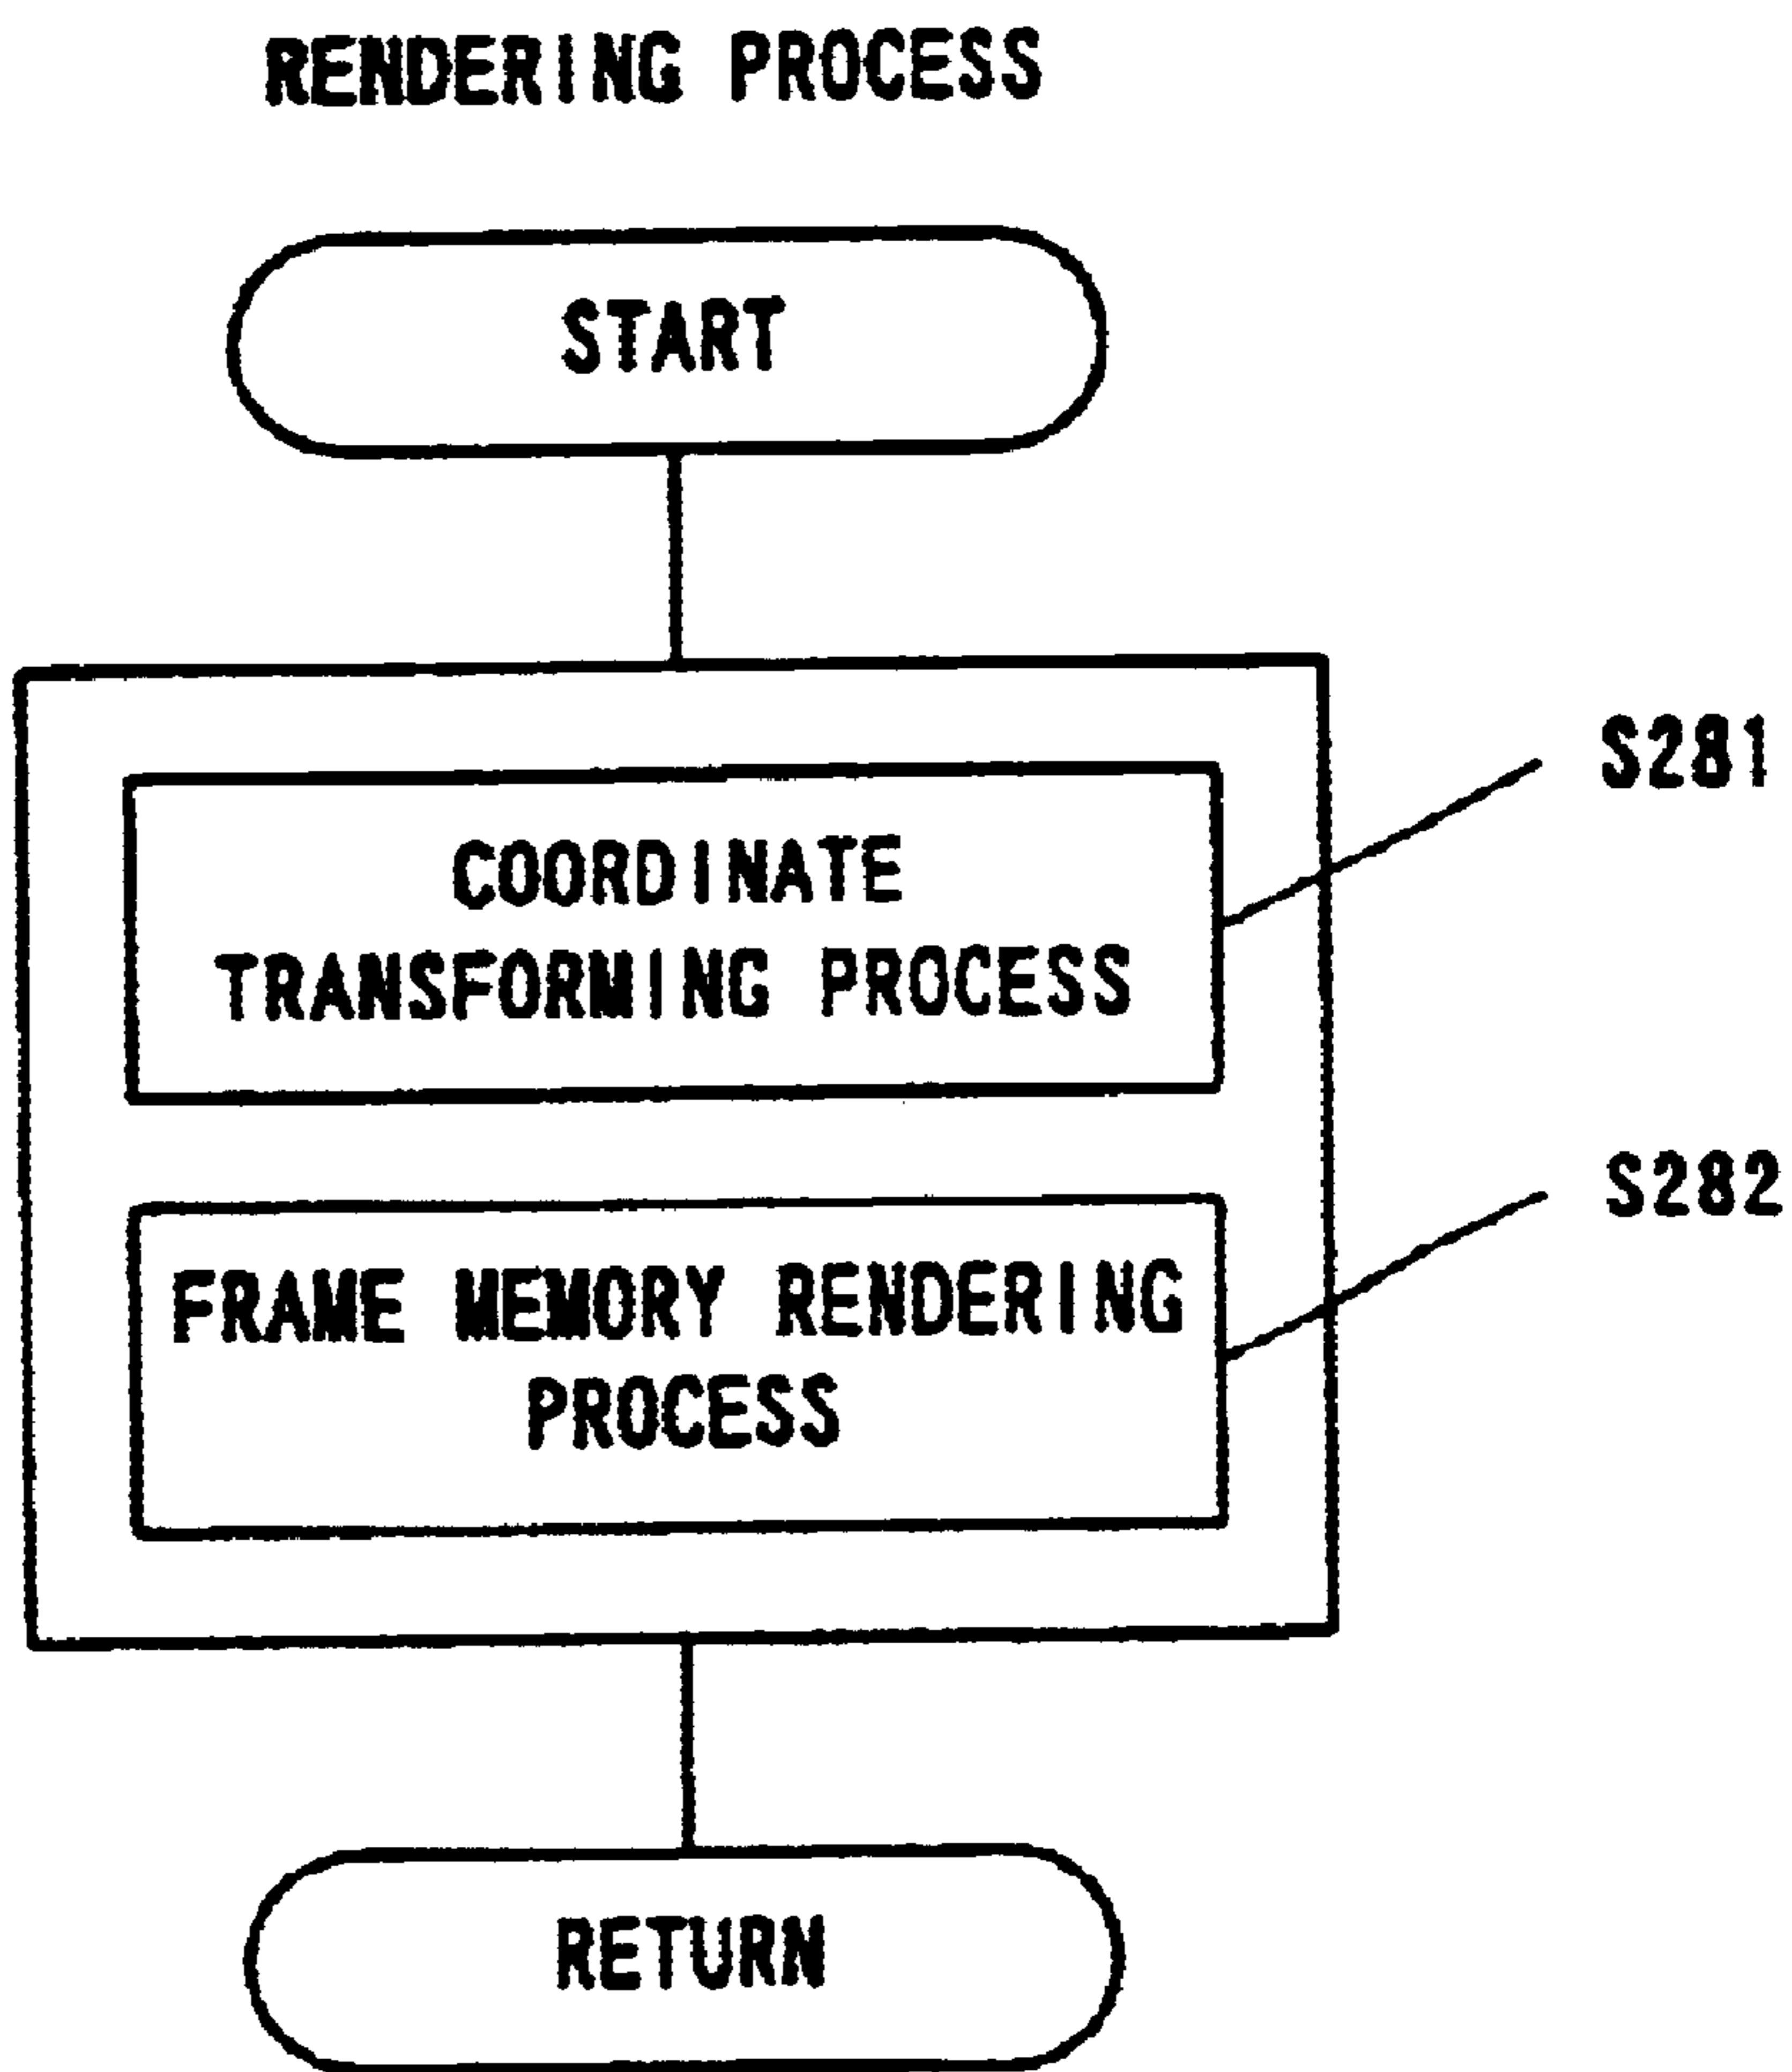 RENDERING PROCESS
START
S281
COORDINATE
TRANSFORMING PROCESS
S282
FRAME MEMORY RENDERING
PROCESS
RETURN